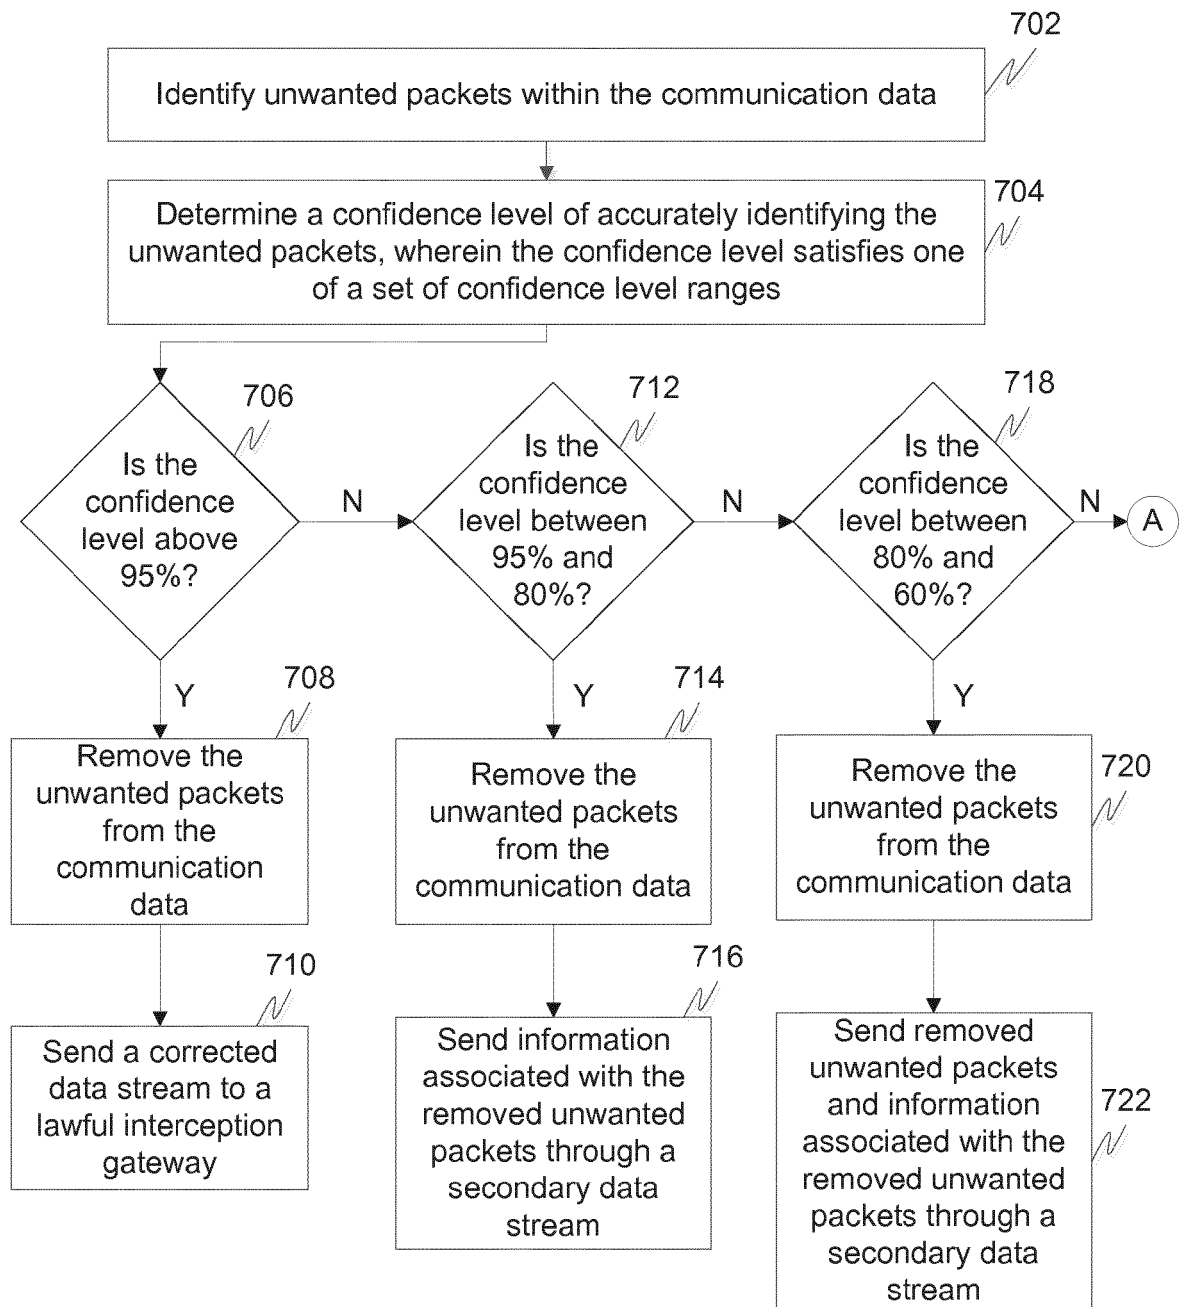 702
Identify unwanted packets within the communication data
704
Determine a confidence level of accurately identifying the
unwanted packets, wherein the confidence level satisfies one
of a set of confidence level ranges
706
Is the
confidence
level above
95%?
N
712
Is the
confidence
level between
95% and
80%?
N
718
Is the
confidence
level between
80% and
60%?
N
A
Y
708
Remove the
unwanted packets
from the
communication
data
Y
714
Remove the
unwanted packets
from the
communication data
Y
720
Remove the
unwanted packets
from the
communication data
710
Send a corrected
data stream to a
lawful interception
gateway
716
Send information
associated with the
removed unwanted
packets through a
secondary data
stream
722
Send removed
unwanted packets
and information
associated with the
removed unwanted
packets through a
secondary data
stream